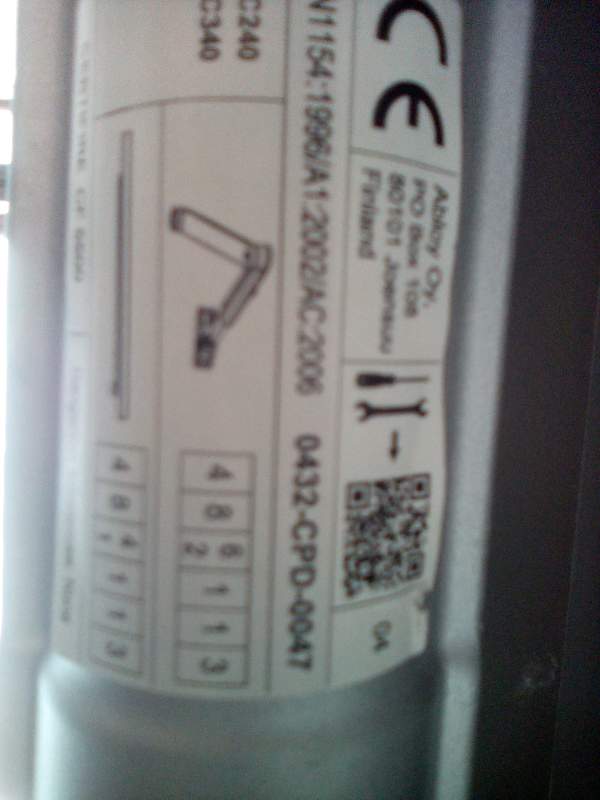 CE
Abloy Oy,
PO Box 108
80101 Joensuu
Finland
04
N1154:1996/A1:2002/AC:2006 0432-CPD-0047
C240
C340
4 8 6 2 1 1 3
4 8 4 1 1 1 3